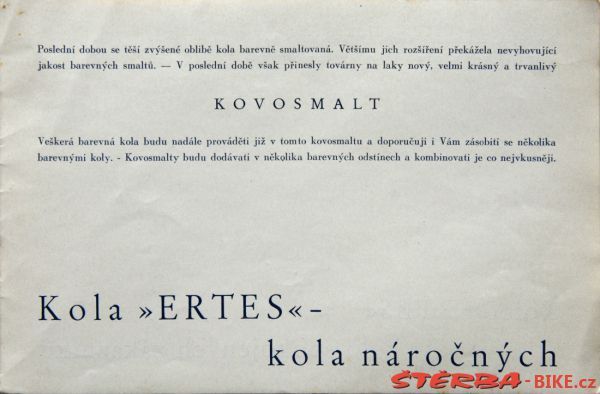 Poslední dobou se těší zvýšené oblibě kola barevně smaltovaná. Většímu jich rozšíření překážela nevyhovující
jakost barevných smaltů. — V poslední době však přinesly továrny na laky nový, velmi krásný a trvanlivý
KOVOSMALT
Veškerá barevná kola budu nadále prováděti již v tomto kovosmaltu a doporučuji i Vám zásobiti se několika
barevnými koly. - Kovosmalty budu dodávati v několika barevných odstínech a kombinovati je co nejvkusněji.
Kola »ERTES« -
kola náročných
ŠTĚRBA-BIKE.cz